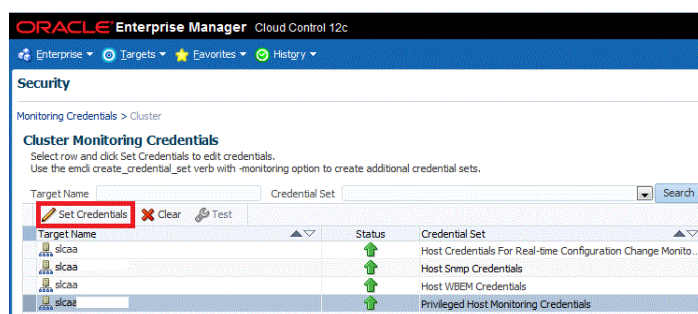 ORACLE Enterprise Manager Cloud Control 12c
Enterprise Targets Favorites History
Security
Monitoring Credentials > Cluster
Cluster Monitoring Credentials
Select row and click Set Credentials to edit credentials.
Use the emcli create_credential_set verb with -monitoring option to create additional credential sets.
Target Name Credential Set Search
Set Credentials Clear Test
Target Name Status Credential Set
slcaa Host Credentials For Real-time Configuration Change Monito...
slcaa Host Snmp Credentials
slcaa Host WBEM Credentials
slcaa Privileged Host Monitoring Credentials